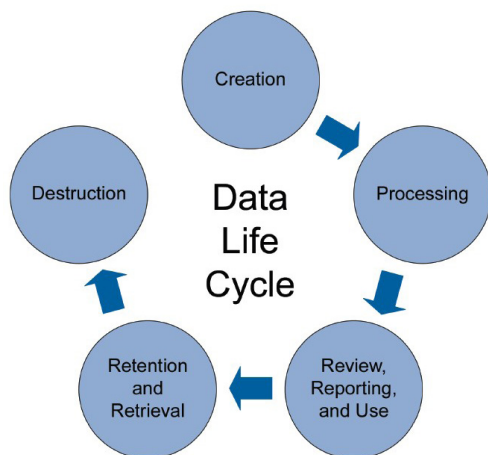 Creation
Processing
Review,
Reporting,
and Use
Retention
and
Retrieval
Destruction
Data
Life
Cycle